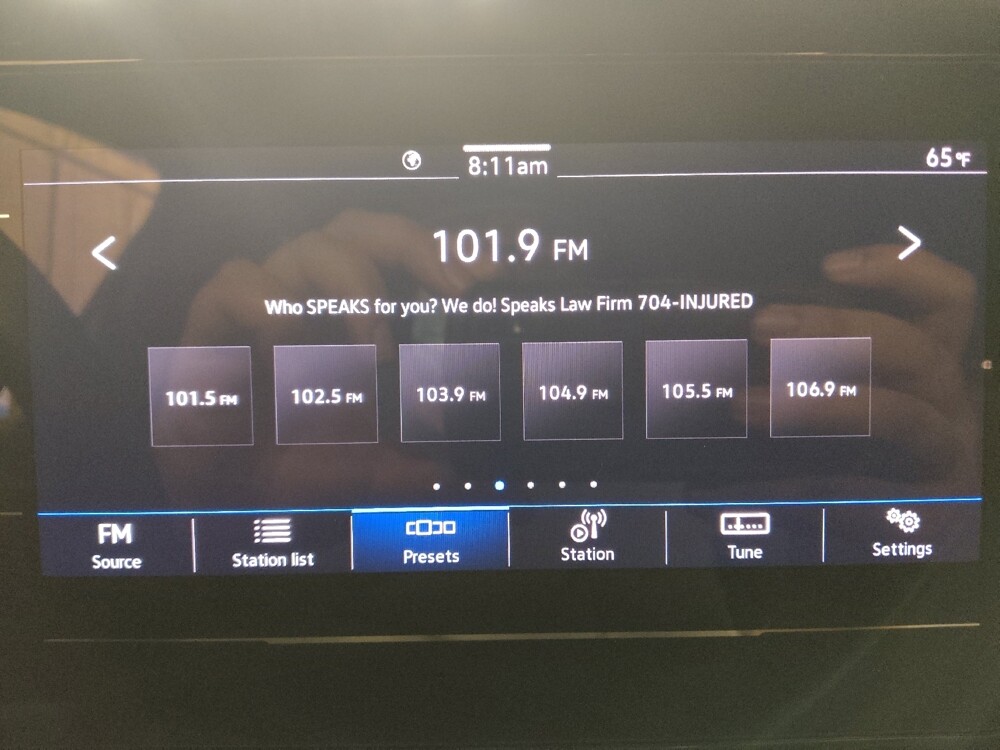 8:11am
65°F
101.9 FM
Who SPEAKS for you? We do! Speaks Law Firm 704-INJURED
101.5 FM 102.5 FM 103.9 FM 104.9 FM 105.5 FM 106.9 FM
FM
Source Station list Presets Station Tune Settings